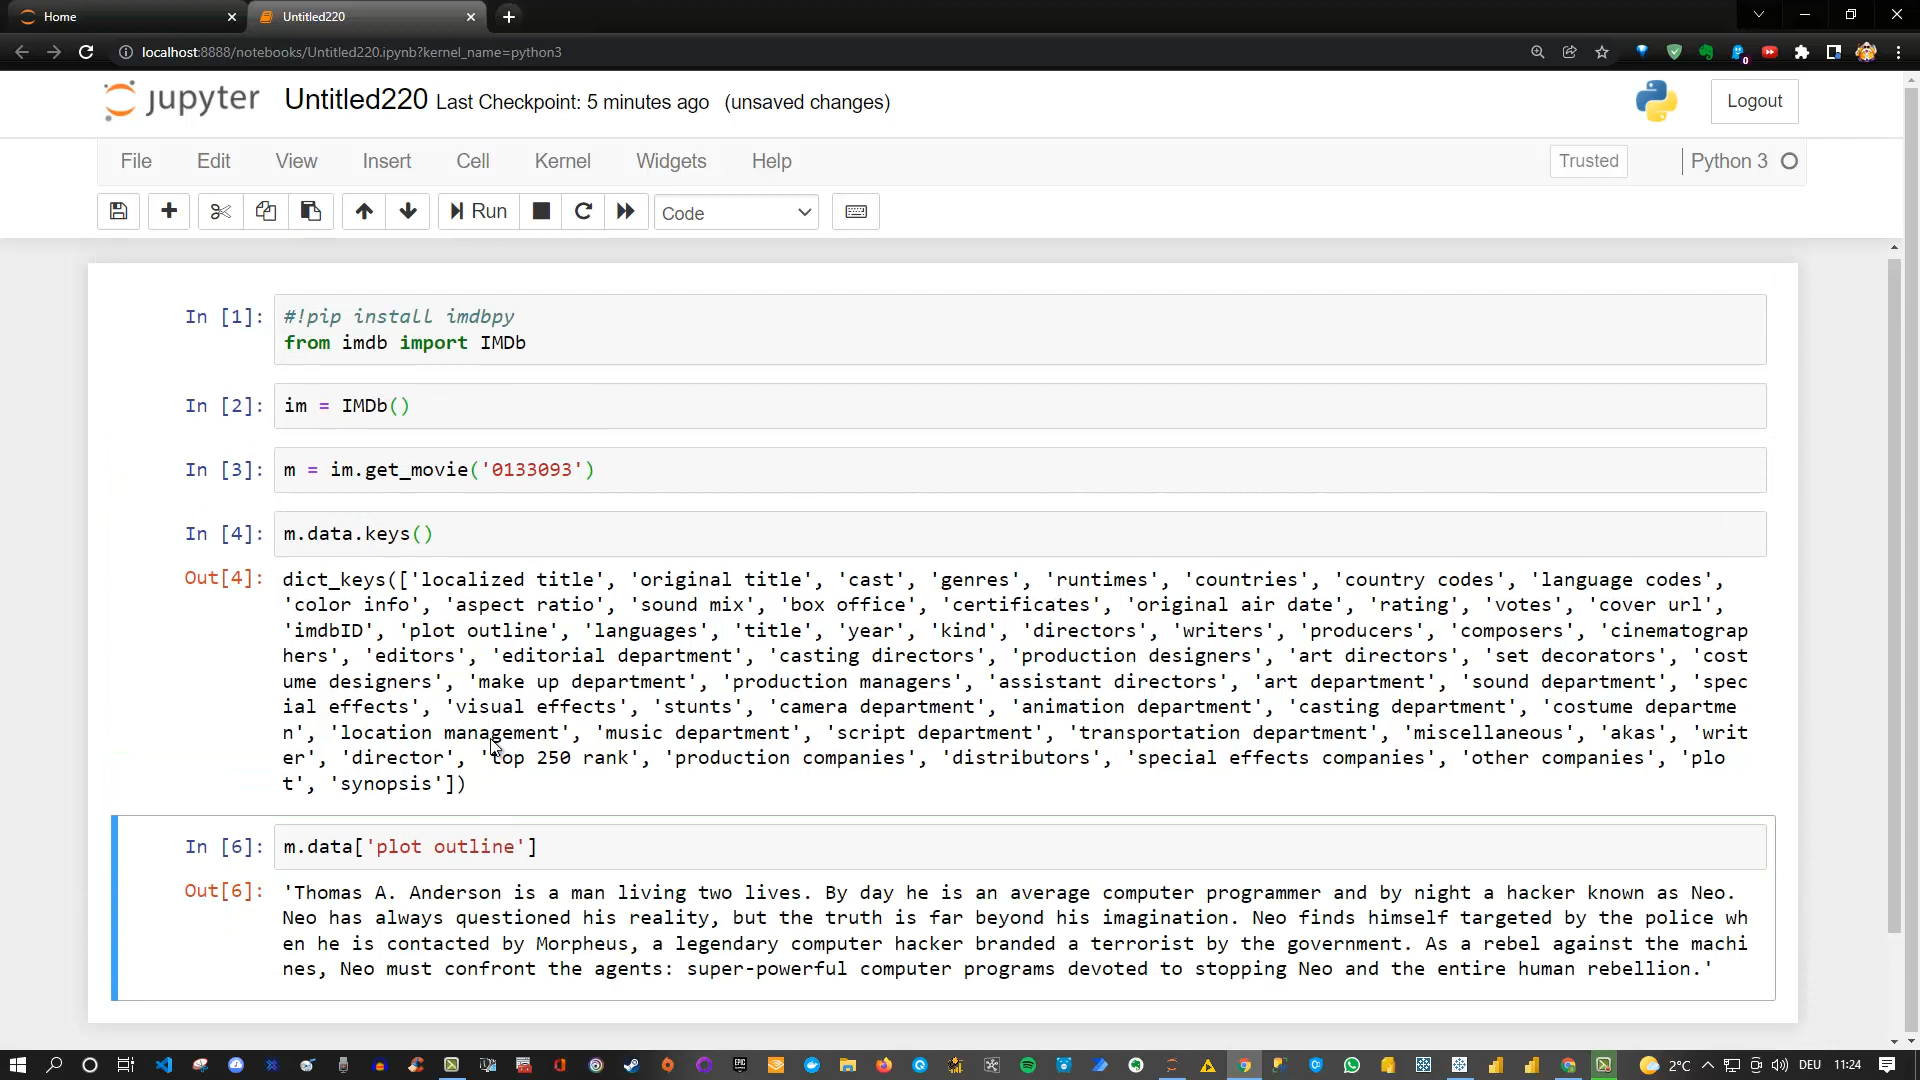 Home
Untitled220
localhost:8888/notebooks/Untitled220.ipynb?kernel_name=python3
jupyter Untitled220 Last Checkpoint: 5 minutes ago (unsaved changes)
Logout
File Edit View Insert Cell Kernel Widgets Help
Trusted
Python 3
Run
Code
In [1]:
#!pip install imdbpy
from imdb import IMDb
In [2]:
im = IMDb()
In [3]:
m = im.get_movie('0133093')
In [4]:
m.data.keys()
Out[4]:
dict_keys(['localized title', 'original title', 'cast', 'genres', 'runtimes', 'countries', 'country codes', 'language codes',
'color info', 'aspect ratio', 'sound mix', 'box office', 'certificates', 'original air date', 'rating', 'votes', 'cover url',
'imdbID', 'plot outline', 'languages', 'title', 'year', 'kind', 'directors', 'writers', 'producers', 'composers', 'cinematograp
hers', 'editors', 'editorial department', 'casting directors', 'production designers', 'art directors', 'set decorators', 'cost
ume designers', 'make up department', 'production managers', 'assistant directors', 'art department', 'sound department', 'spec
ial effects', 'visual effects', 'stunts', 'camera department', 'animation department', 'casting department', 'costume departme
n', 'location management', 'music department', 'script department', 'transportation department', 'miscellaneous', 'akas', 'writ
er', 'director', 'top 250 rank', 'production companies', 'distributors', 'special effects companies', 'other companies', 'plo
t', 'synopsis'])
In [6]:
m.data['plot outline']
Out[6]:
'Thomas A. Anderson is a man living two lives. By day he is an average computer programmer and by night a hacker known as Neo.
Neo has always questioned his reality, but the truth is far beyond his imagination. Neo finds himself targeted by the police wh
en he is contacted by Morpheus, a legendary computer hacker branded a terrorist by the government. As a rebel against the machi
nes, Neo must confront the agents: super-powerful computer programs devoted to stopping Neo and the entire human rebellion.'
2°C
DEU
11:24